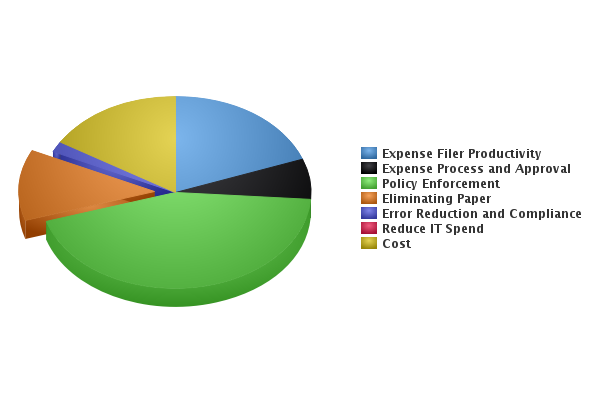 Expense Filer Productivity
Expense Process and Approval
Policy Enforcement
Eliminating Paper
Error Reduction and Compliance
Reduce IT Spend
Cost